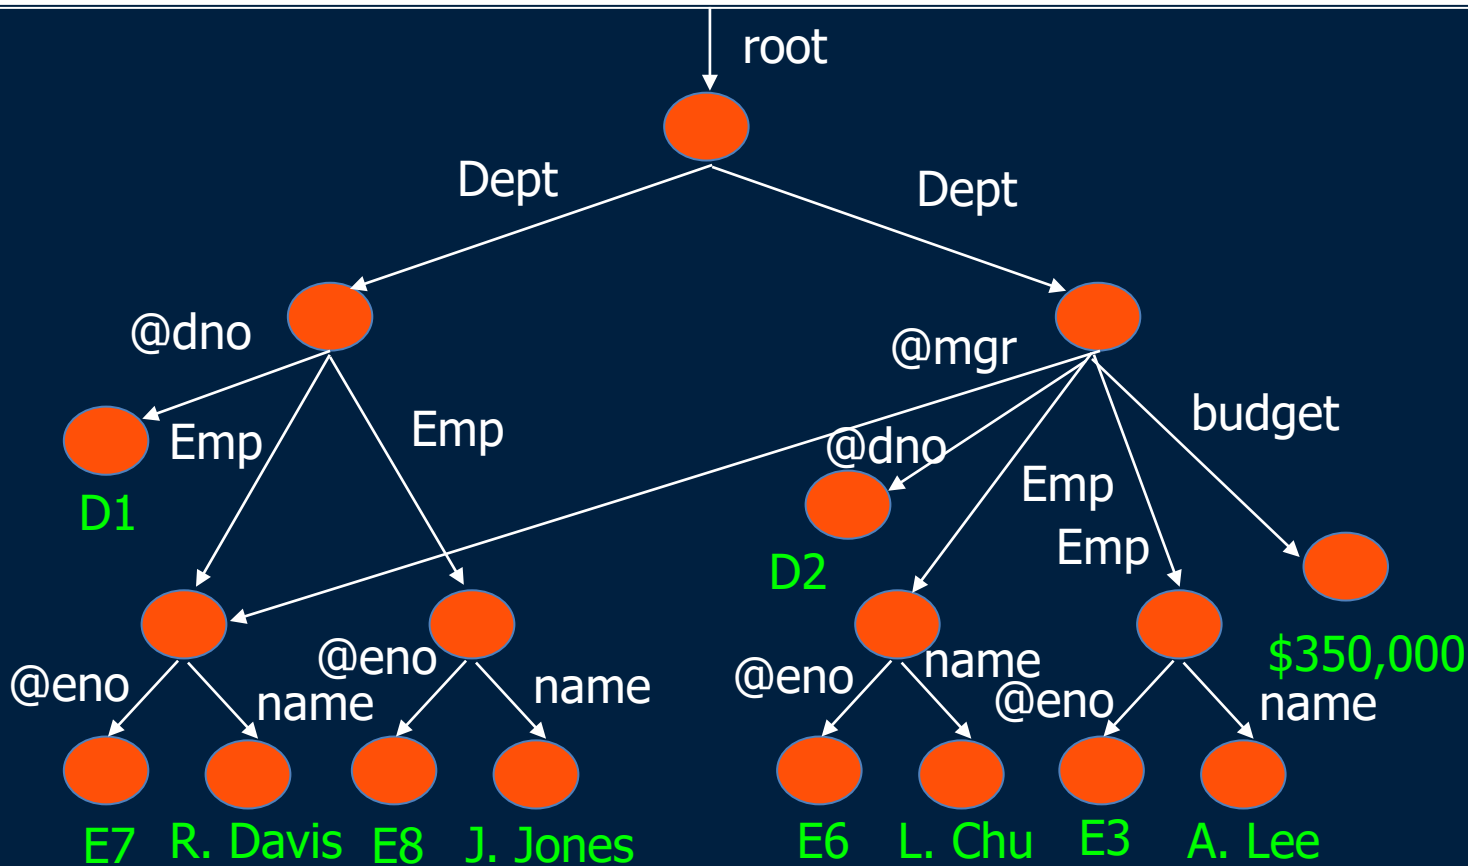 root
Dept
Dept
@dno
@mgr
budget
Emp
Emp
@dno
Emp
D1
Emp
D2
@eno
name
@eno
name
@eno
name
@eno
name
$350,000
E7
R. Davis
E8
J. Jones
E6
L. Chu
E3
A. Lee